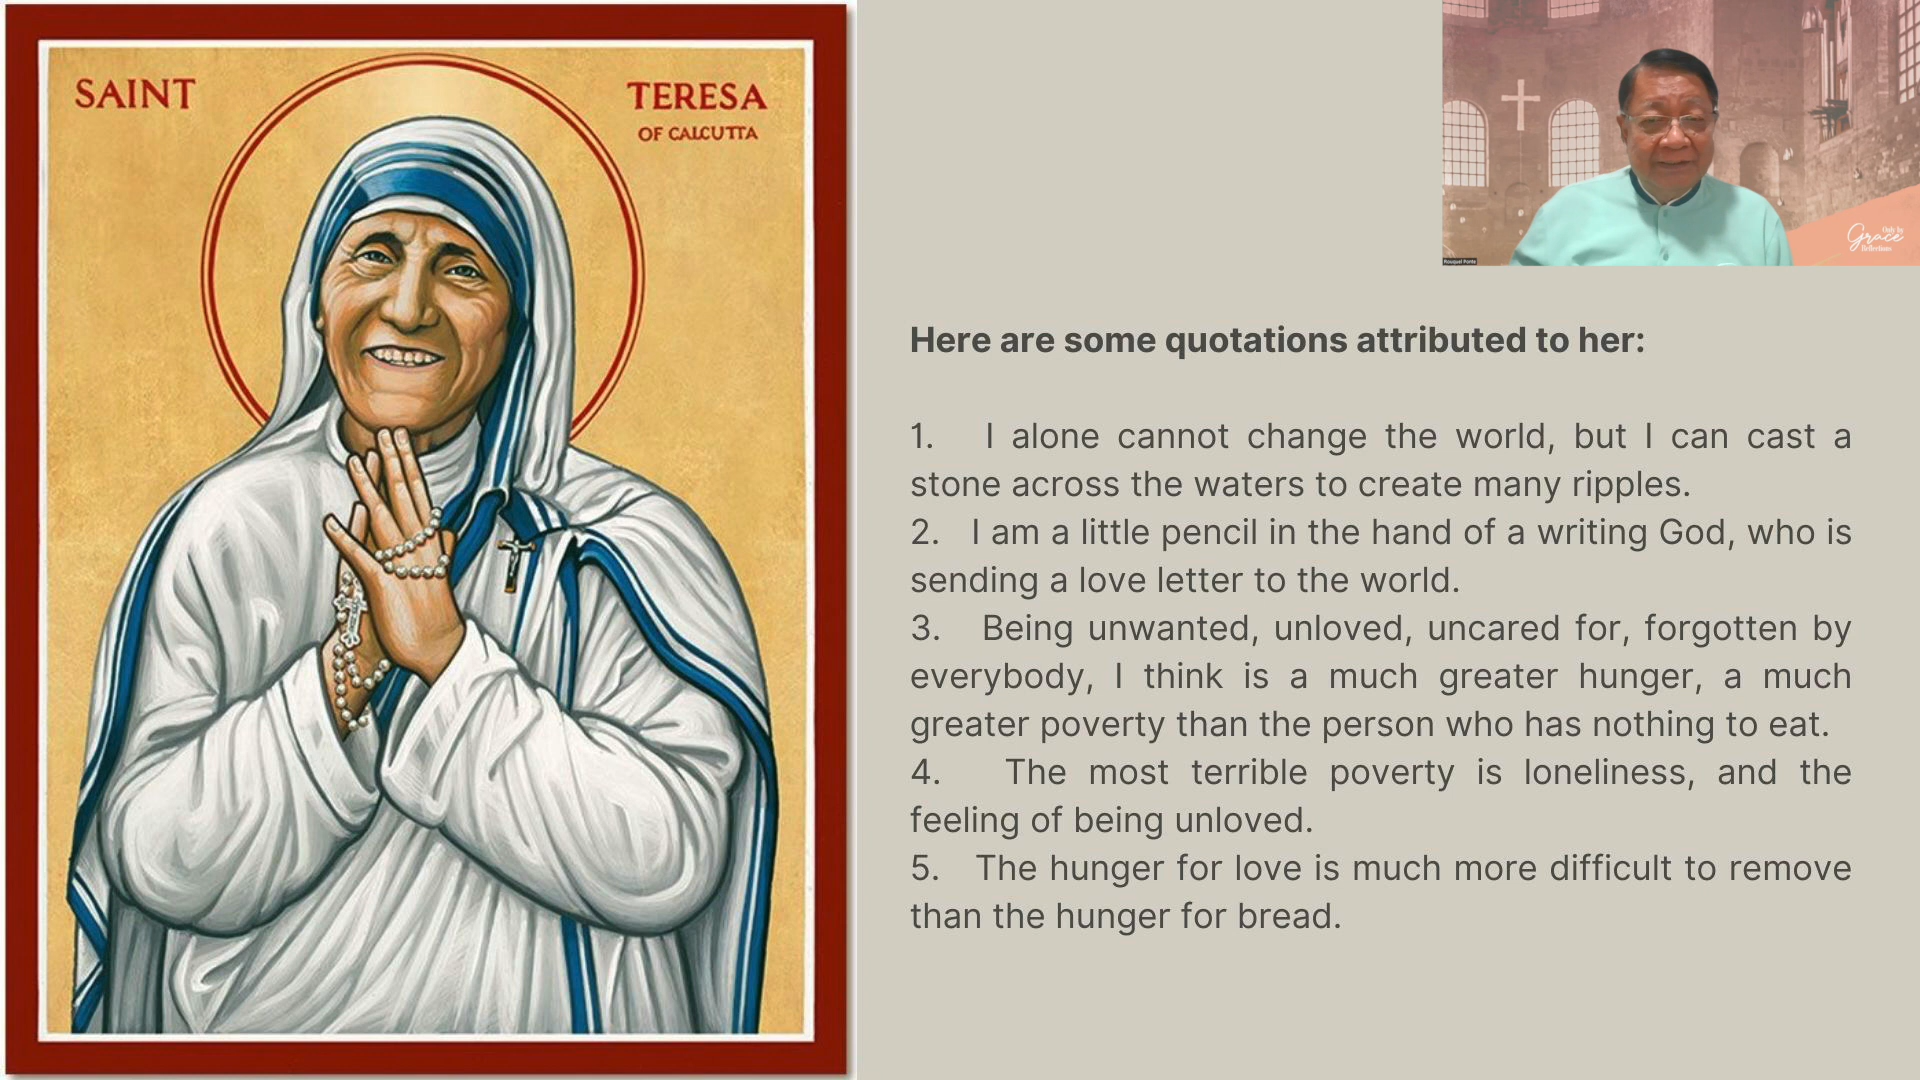 SAINT
TERESA
OF CALCUTTA
Only by
Grace
Reflections
Rouquel Ponte
Here are some quotations attributed to her:
1. I alone cannot change the world, but I can cast a
stone across the waters to create many ripples.
2. I am a little pencil in the hand of a writing God, who is
sending a love letter to the world.
3. Being unwanted, unloved, uncared for, forgotten by
everybody, I think is a much greater hunger, a much
greater poverty than the person who has nothing to eat.
4. The most terrible poverty is loneliness, and the
feeling of being unloved.
5. The hunger for love is much more difficult to remove
than the hunger for bread.